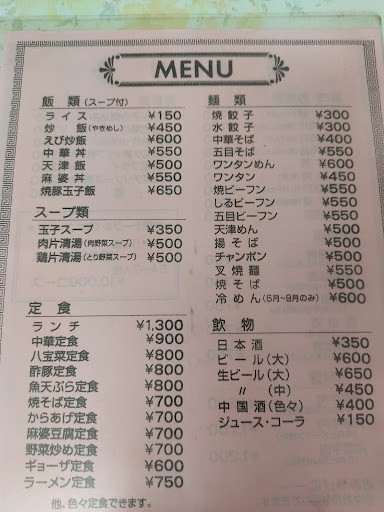 MENU
飯 類 (スープ付)
ライス ¥150
炒 飯(やきめし) ¥450
えび炒飯 ¥600
中華丼 ¥550
天津飯 ¥550
麻婆丼 ¥550
焼豚玉子飯 ¥650
スープ類
玉子スープ ¥350
肉片清湯(肉野菜スープ) ¥500
鶏片清湯(とり野菜スープ) ¥500
定 食
ランチ ¥1,300
中華定食 ¥900
八宝菜定食 ¥800
酢豚定食 ¥800
魚天ぷら定食 ¥800
焼そば定食 ¥700
からあげ定食 ¥700
麻婆豆腐定食 ¥700
野菜炒め定食 ¥700
ギョーザ定食 ¥600
ラーメン定食 ¥750
他、色々定食できます。
麺 類
焼餃子 ¥300
水餃子 ¥300
中華そば ¥400
五目そば ¥500
ワンタンめん ¥600
ワンタン ¥450
焼ビーフン ¥550
しるビーフン ¥550
五目ビーフン ¥550
天津めん ¥500
揚そば ¥500
チャンポン ¥500
叉焼麺 ¥550
焼そば ¥500
冷めん(6月〜9月のみ) ¥600
飲 物
日本酒 ¥350
ビール(大) ¥600
生ビール(大) ¥650
〃 (中) ¥450
中国酒(色々) ¥400
ジュース・コーラ ¥150